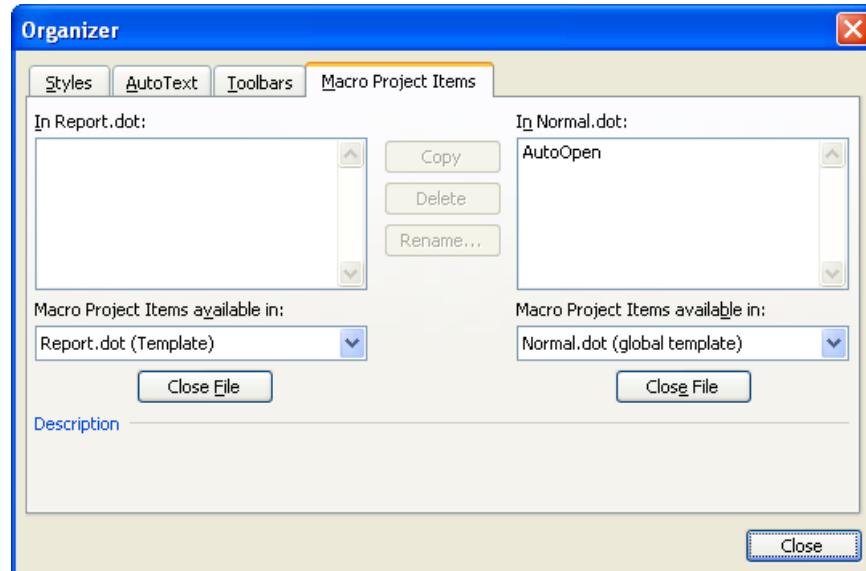 Organizer
Styles
AutoText
Toolbars
Macro Project Items
In Report.dot:
In Normal.dot:
AutoOpen
Copy
Delete
Rename...
Macro Project Items available in:
Macro Project Items available in:
Report.dot (Template)
Normal.dot (global template)
Close File
Close File
Description
Close